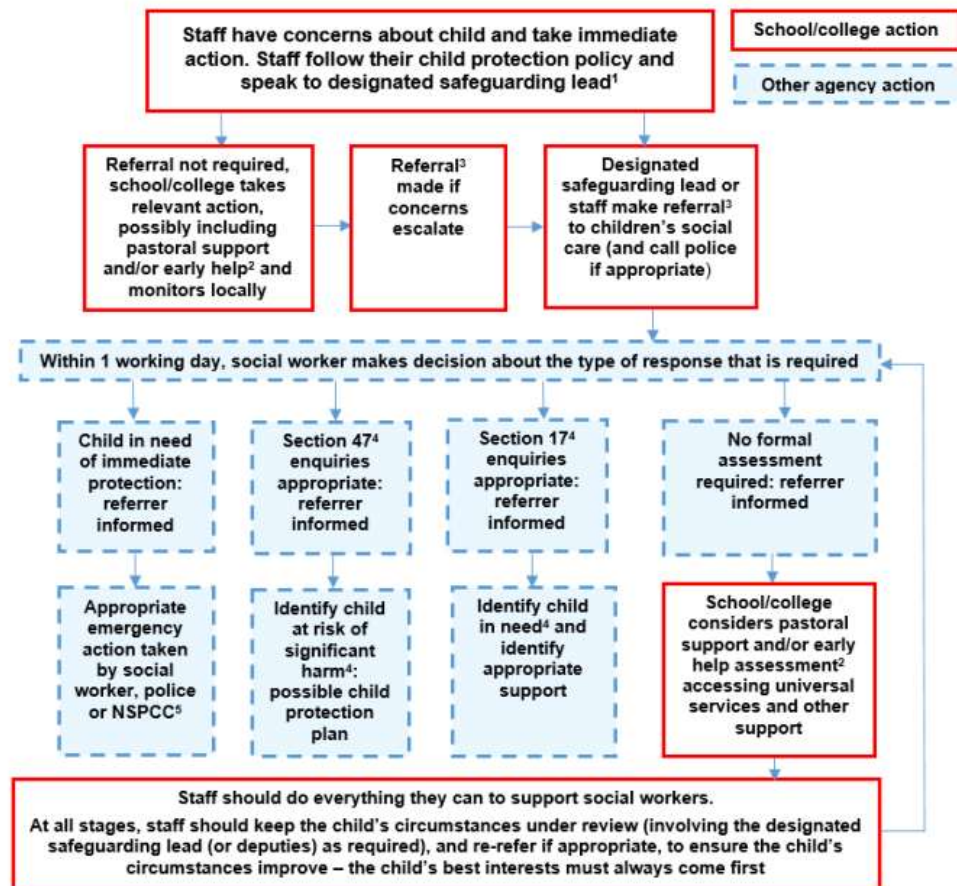 Staff have concerns about child and take immediate
action. Staff follow their child protection policy and
speak to designated safeguarding lead¹
School/college action
Other agency action
Referral not required,
school/college takes
relevant action,
possibly including
pastoral support
and/or early help² and
monitors locally
Referral³
made if
concerns
escalate
Designated
safeguarding lead or
staff make referral³
to children's social
care (and call police
if appropriate)
Within 1 working day, social worker makes decision about the type of response that is required
Child in need
of immediate
protection:
referrer
informed
Section 47⁴
enquiries
appropriate:
referrer
informed
Section 17⁴
enquiries
appropriate:
referrer
informed
No formal
assessment
required: referrer
informed
Appropriate
emergency
action taken
by social
worker, police
or NSPCC⁵
Identify child
at risk of
significant
harm⁴:
possible child
protection
plan
Identify child
in need⁴ and
identify
appropriate
support
School/college
considers pastoral
support and/or early
help assessment²
accessing universal
services and other
support
Staff should do everything they can to support social workers.
At all stages, staff should keep the child's circumstances under review (involving the designated
safeguarding lead (or deputies) as required), and re-refer if appropriate, to ensure the child's
circumstances improve – the child's best interests must always come first